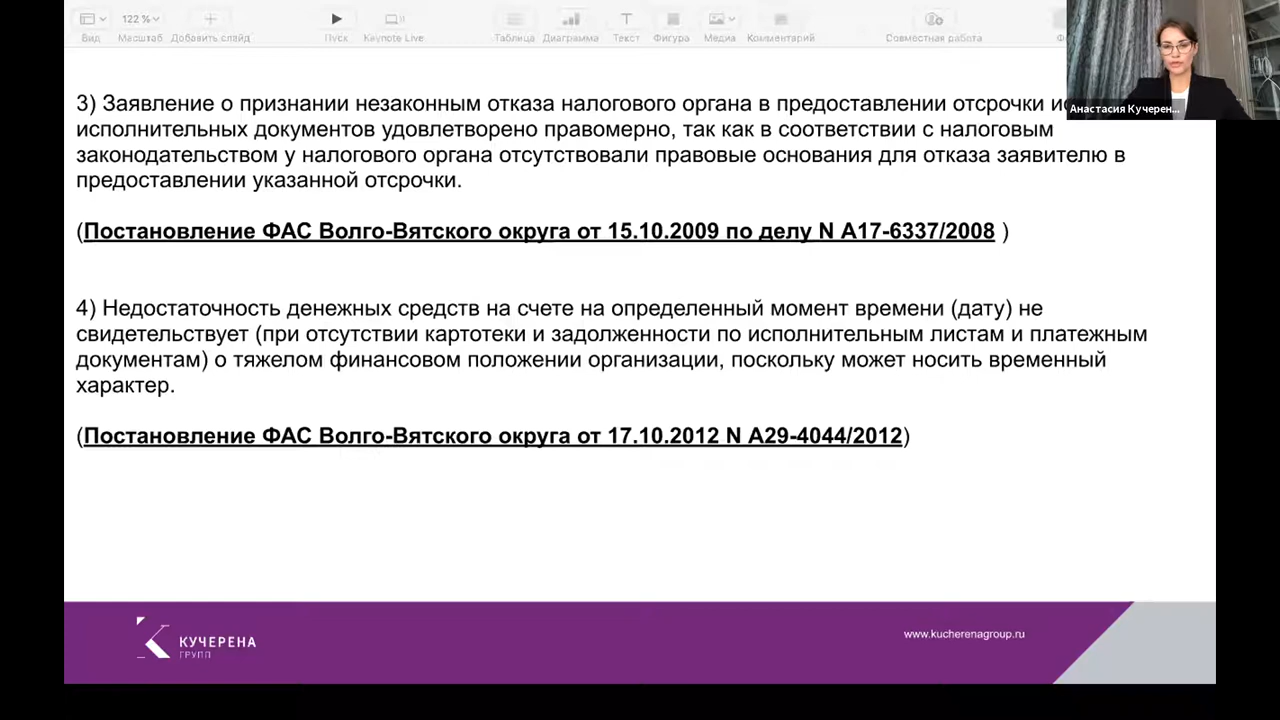 122 %
Вид
Масштаб
Добавить слайд
Пуск
Keynote Live
Таблица
Диаграмма
Текст
Фигура
Медиа
Комментарий
Совместная работа
Анастасия Кучерен...
3) Заявление о признании незаконным отказа налогового органа в предоставлении отсрочки
исполнительных документов удовлетворено правомерно, так как в соответствии с налоговым
законодательством у налогового органа отсутствовали правовые основания для отказа заявителю в
предоставлении указанной отсрочки.
(Постановление ФАС Волго-Вятского округа от 15.10.2009 по делу N А17-6337/2008 )
4) Недостаточность денежных средств на счете на определенный момент времени (дату) не
свидетельствует (при отсутствии картотеки и задолженности по исполнительным листам и платежным
документам) о тяжелом финансовом положении организации, поскольку может носить временный
характер.
(Постановление ФАС Волго-Вятского округа от 17.10.2012 N А29-4044/2012)
КУЧЕРЕНА
ГРУПП
www.kucherenagroup.ru